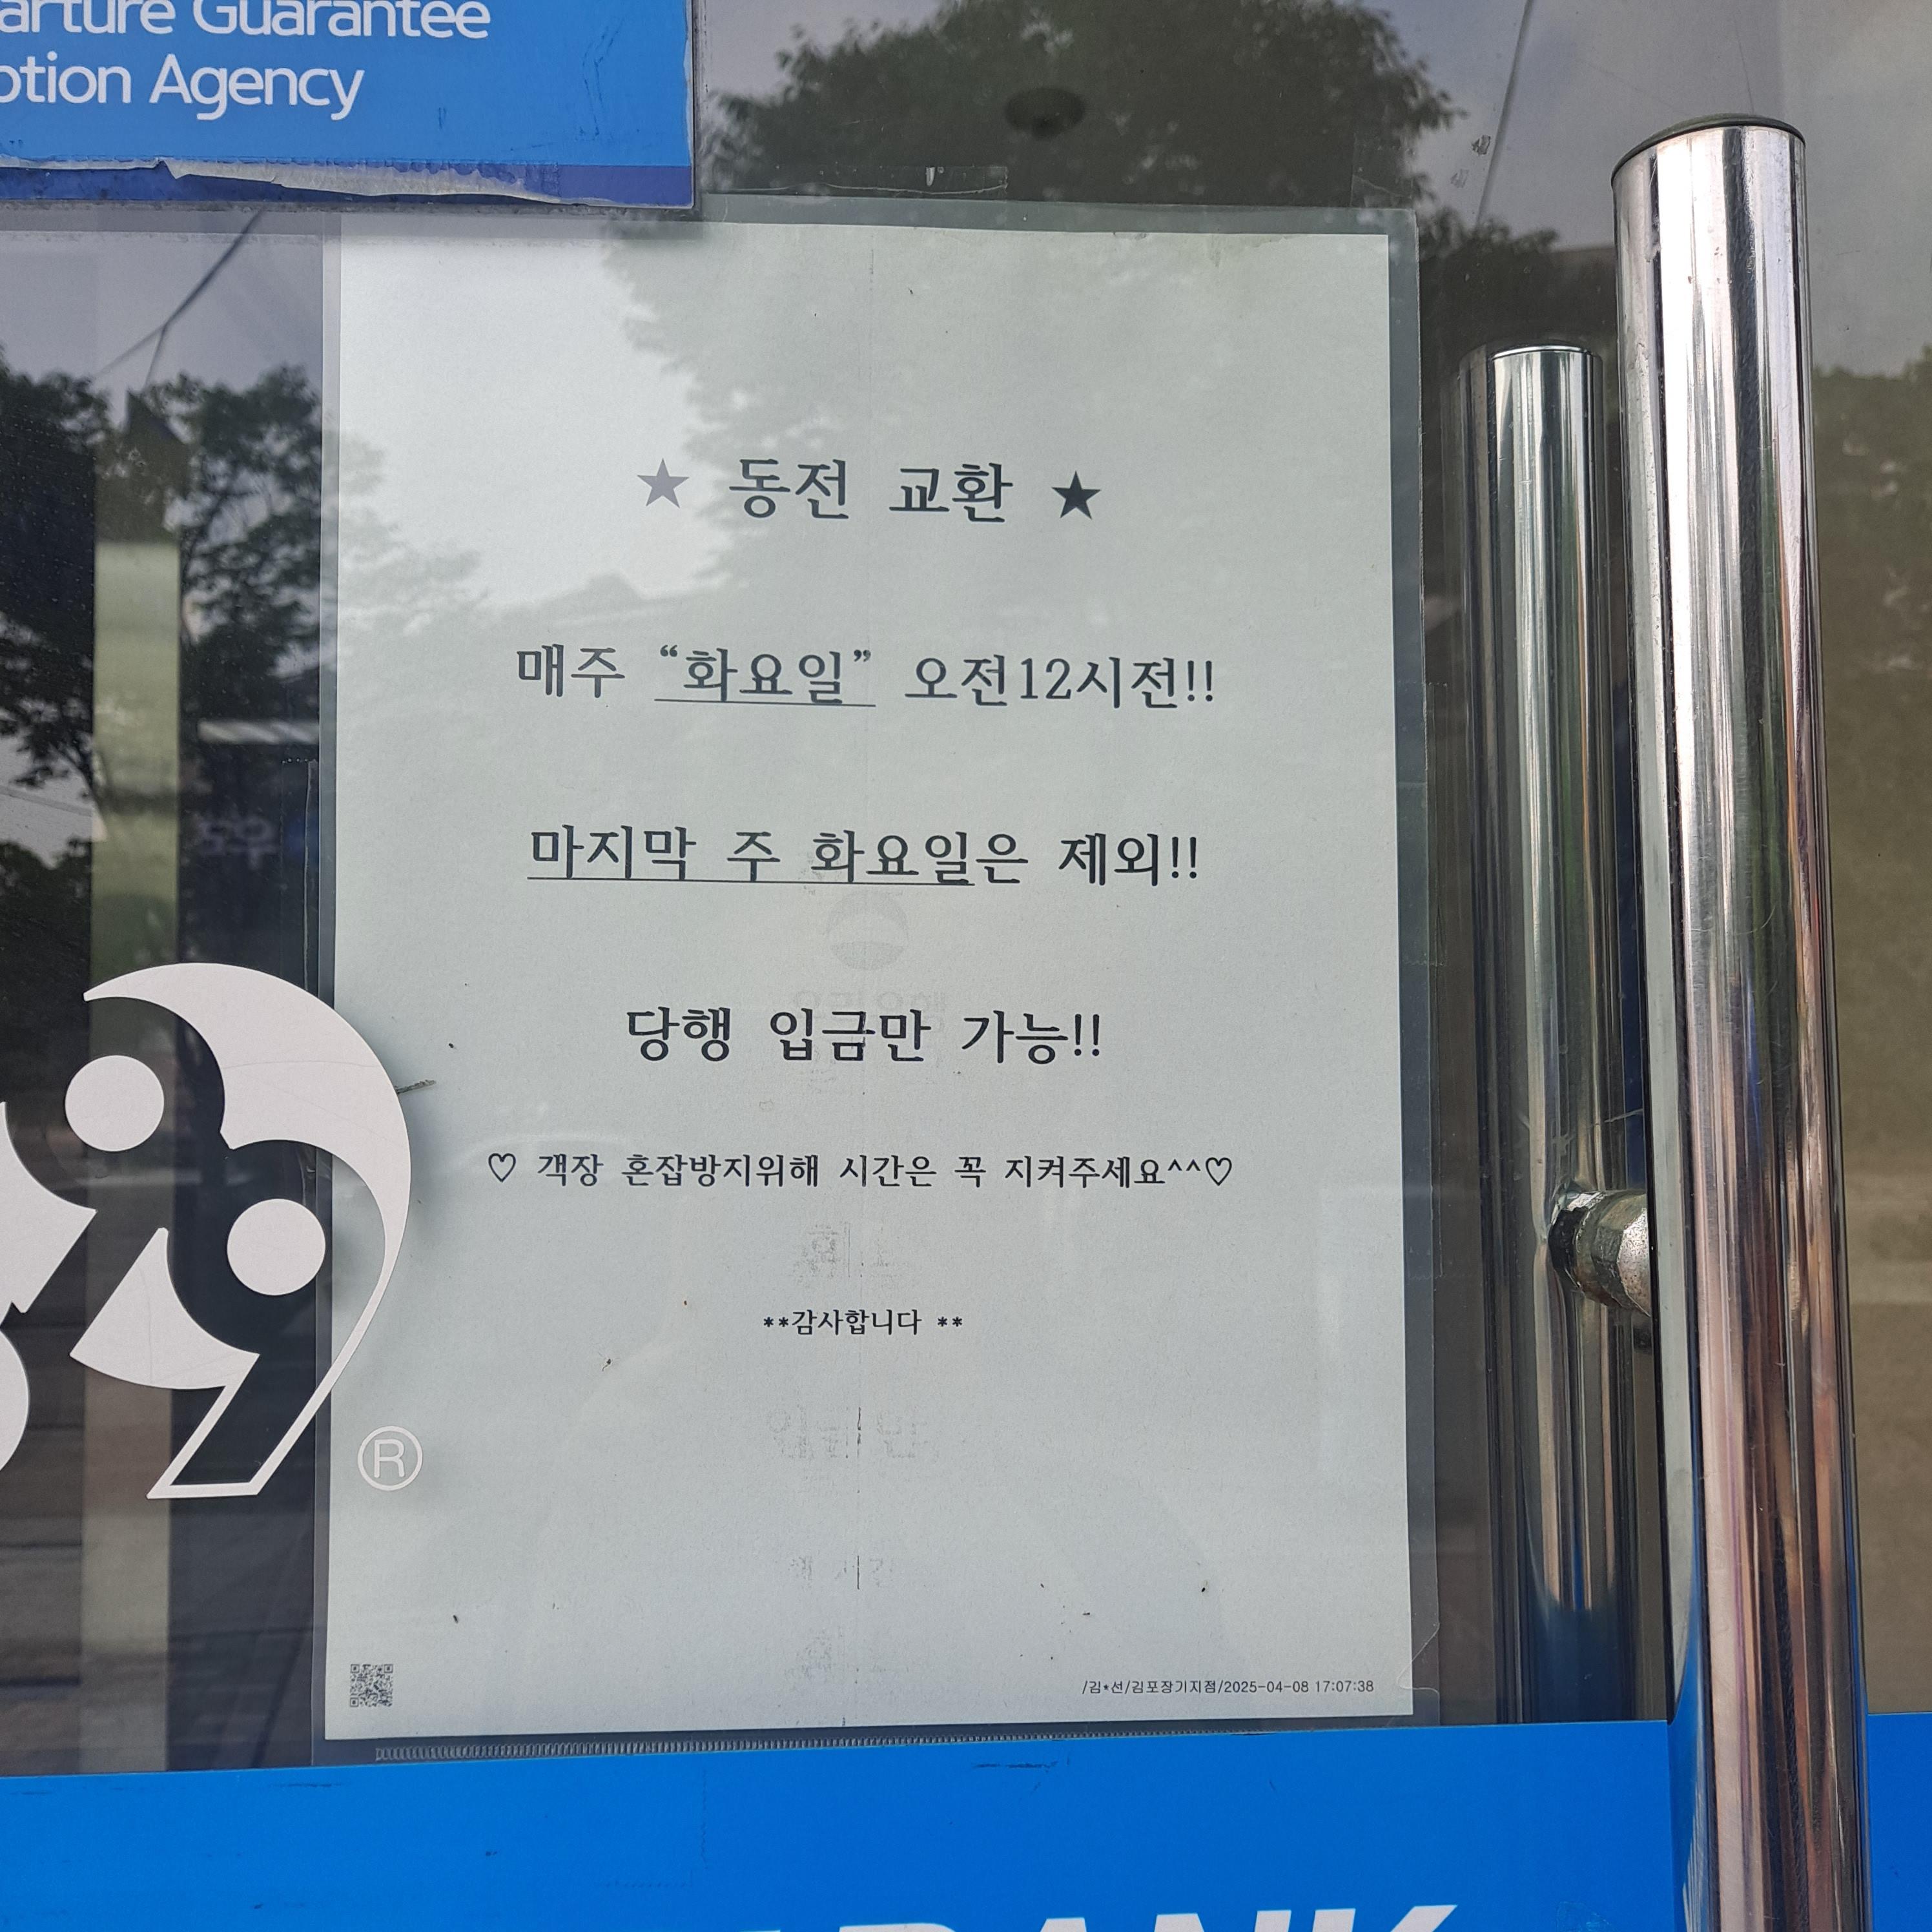 arture Guarantee
ption Agency
★ 동전 교환 ★
매주 “화요일” 오전12시전!!
마지막 주 화요일은 제외!!
당행 입금만 가능!!
♡ 객장 혼잡방지위해 시간은 꼭 지켜주세요^^♡
**감사합니다 **
®
/김*선/김포장기지점/2025-04-08 17:07:38
BANK